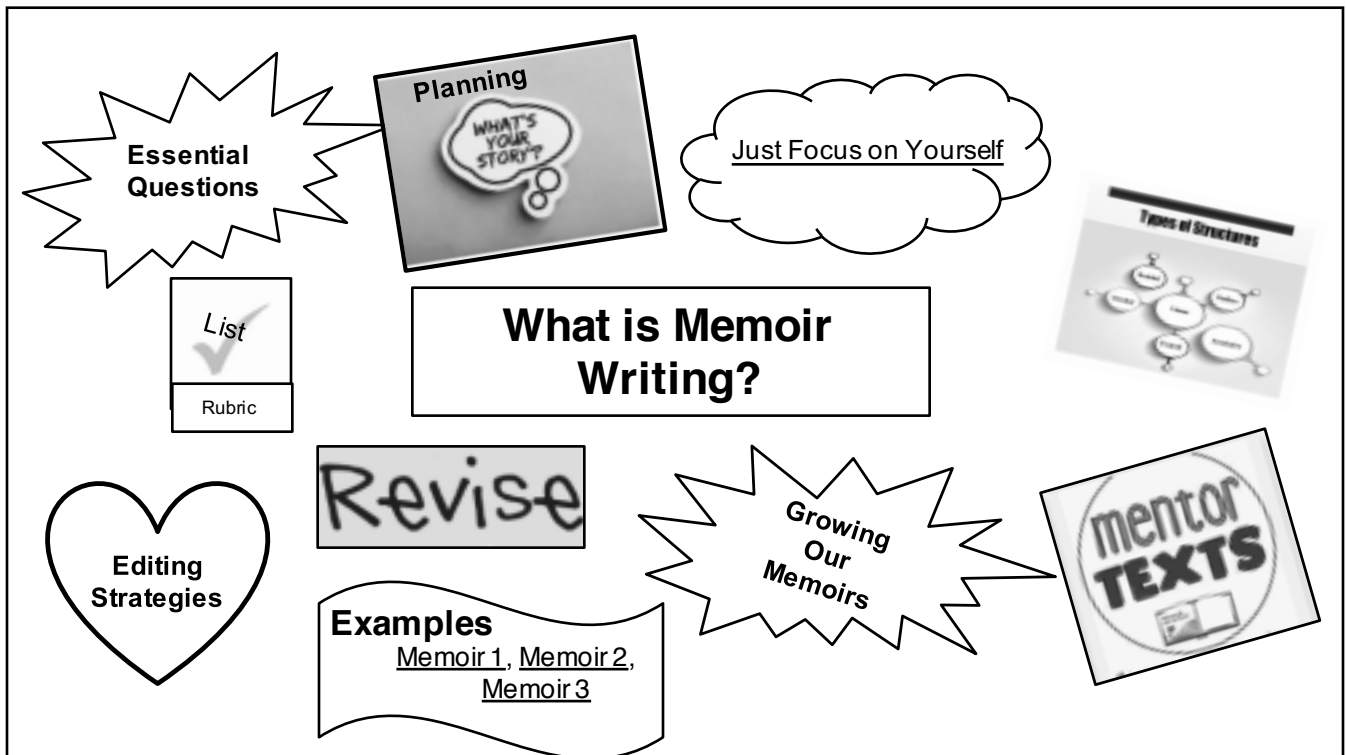 Essential
Questions
Planning
WHAT'S
YOUR
STORY?
Just Focus on Yourself
Types of Structures
List
Rubric
What is Memoir
Writing?
Revise
Growing
Our
Memoirs
mentor
TEXTS
Editing
Strategies
Examples
Memoir 1, Memoir 2,
Memoir 3